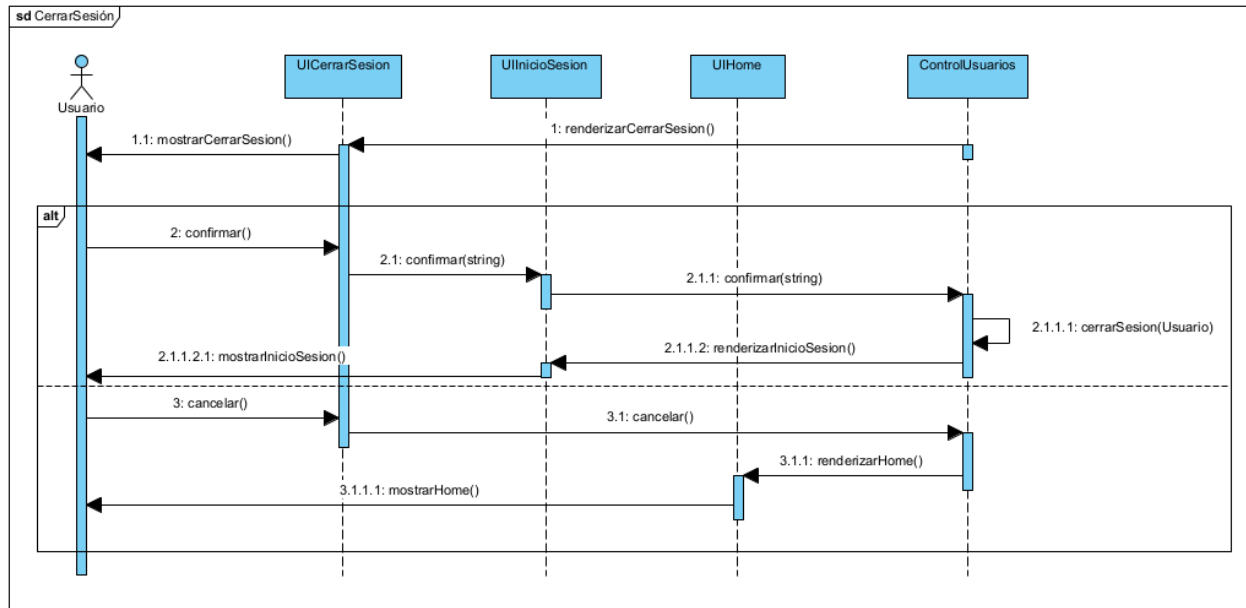 sd CerrarSesión
Usuario
UICerrarSesion
UIInicioSesion
UIHome
ControlUsuarios
1: renderizarCerrarSesion()
1.1: mostrarCerrarSesion()
alt
2: confirmar()
2.1: confirmar(string)
2.1.1: confirmar(string)
2.1.1.1: cerrarSesion(Usuario)
2.1.1.2: renderizarInicioSesion()
2.1.1.2.1: mostrarInicioSesion()
3: cancelar()
3.1: cancelar()
3.1.1: renderizarHome()
3.1.1.1: mostrarHome()